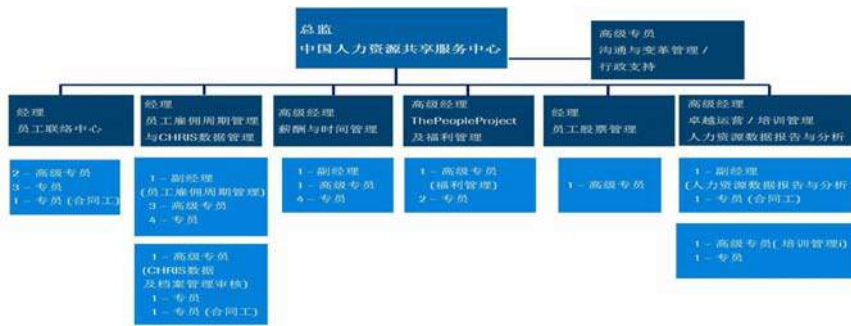 总监
中国人力资源共享服务中心
高级专员
沟通与变革管理 /
行政支持
经理
员工联络中心
经理
员工雇佣周期管理
与CHRIS数据管理
高级经理
薪酬与时间管理
高级经理
ThePeopleProject
及福利管理
经理
员工股票管理
高级经理
卓越运营 / 培训管理
人力资源数据报告与分析
2 - 高级专员
3 - 专员
1 - 专员 (合同工)
1 - 副经理
(员工雇佣周期管理)
3 - 高级专员
4 - 专员
1 - 高级专员
(CHRIS数据
及档案管理审核)
1 - 专员
1 - 专员 (合同工)
1 - 副经理
1 - 高级专员
4 - 专员
1 - 高级专员
(福利管理)
2 - 专员
1 - 高级专员
1 - 副经理
(人力资源数据报告与分析
1 - 专员 (合同工)
1 - 高级专员( 培训管理i)
1 - 专员